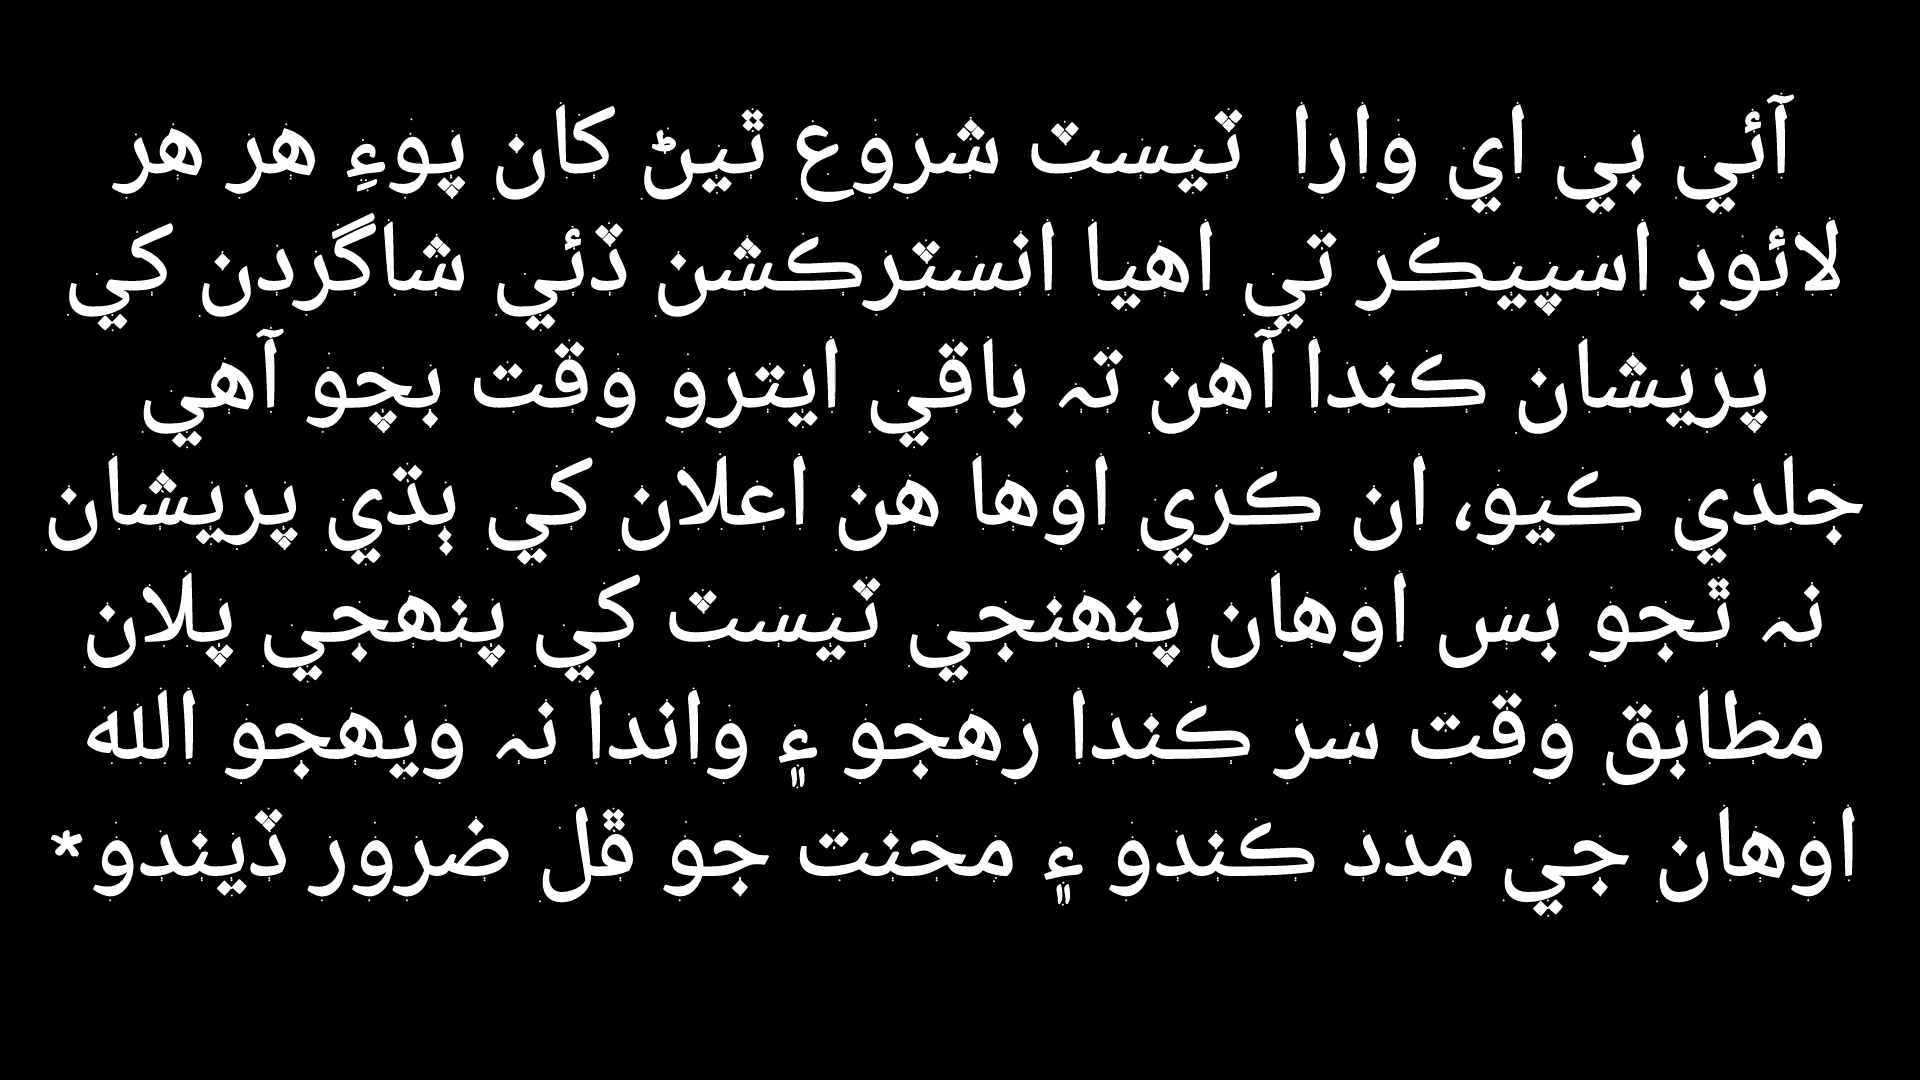 آئي بي اي وارا  ٽيسٽ شروع ٿيڻ کان پوءِ هر هر
لائوڊ اسپيڪر تي اهيا انسٽرڪشن ڏئي شاگردن کي
پريشان ڪندا آهن تہ باقي ايترو وقت بچو آهي
جلدي ڪيو، ان ڪري اوها هن اعلان کي ٻڌي پريشان
نہ ٿجو بس اوهان پنهنجي ٽيسٽ کي پنهجي پلان
مطابق وقت سر ڪندا رهجو ۽ واندا نہ ويهجو الله
اوهان جي مدد ڪندو ۽ محنت جو ڦل ضرور ڏيندو*